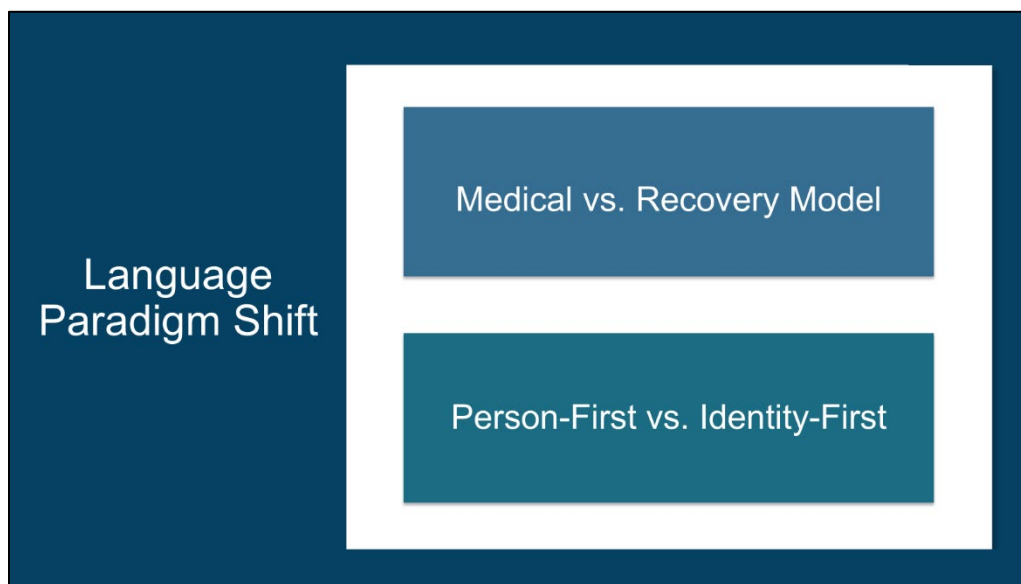 Language
Paradigm Shift
Medical vs. Recovery Model
Person-First vs. Identity-First